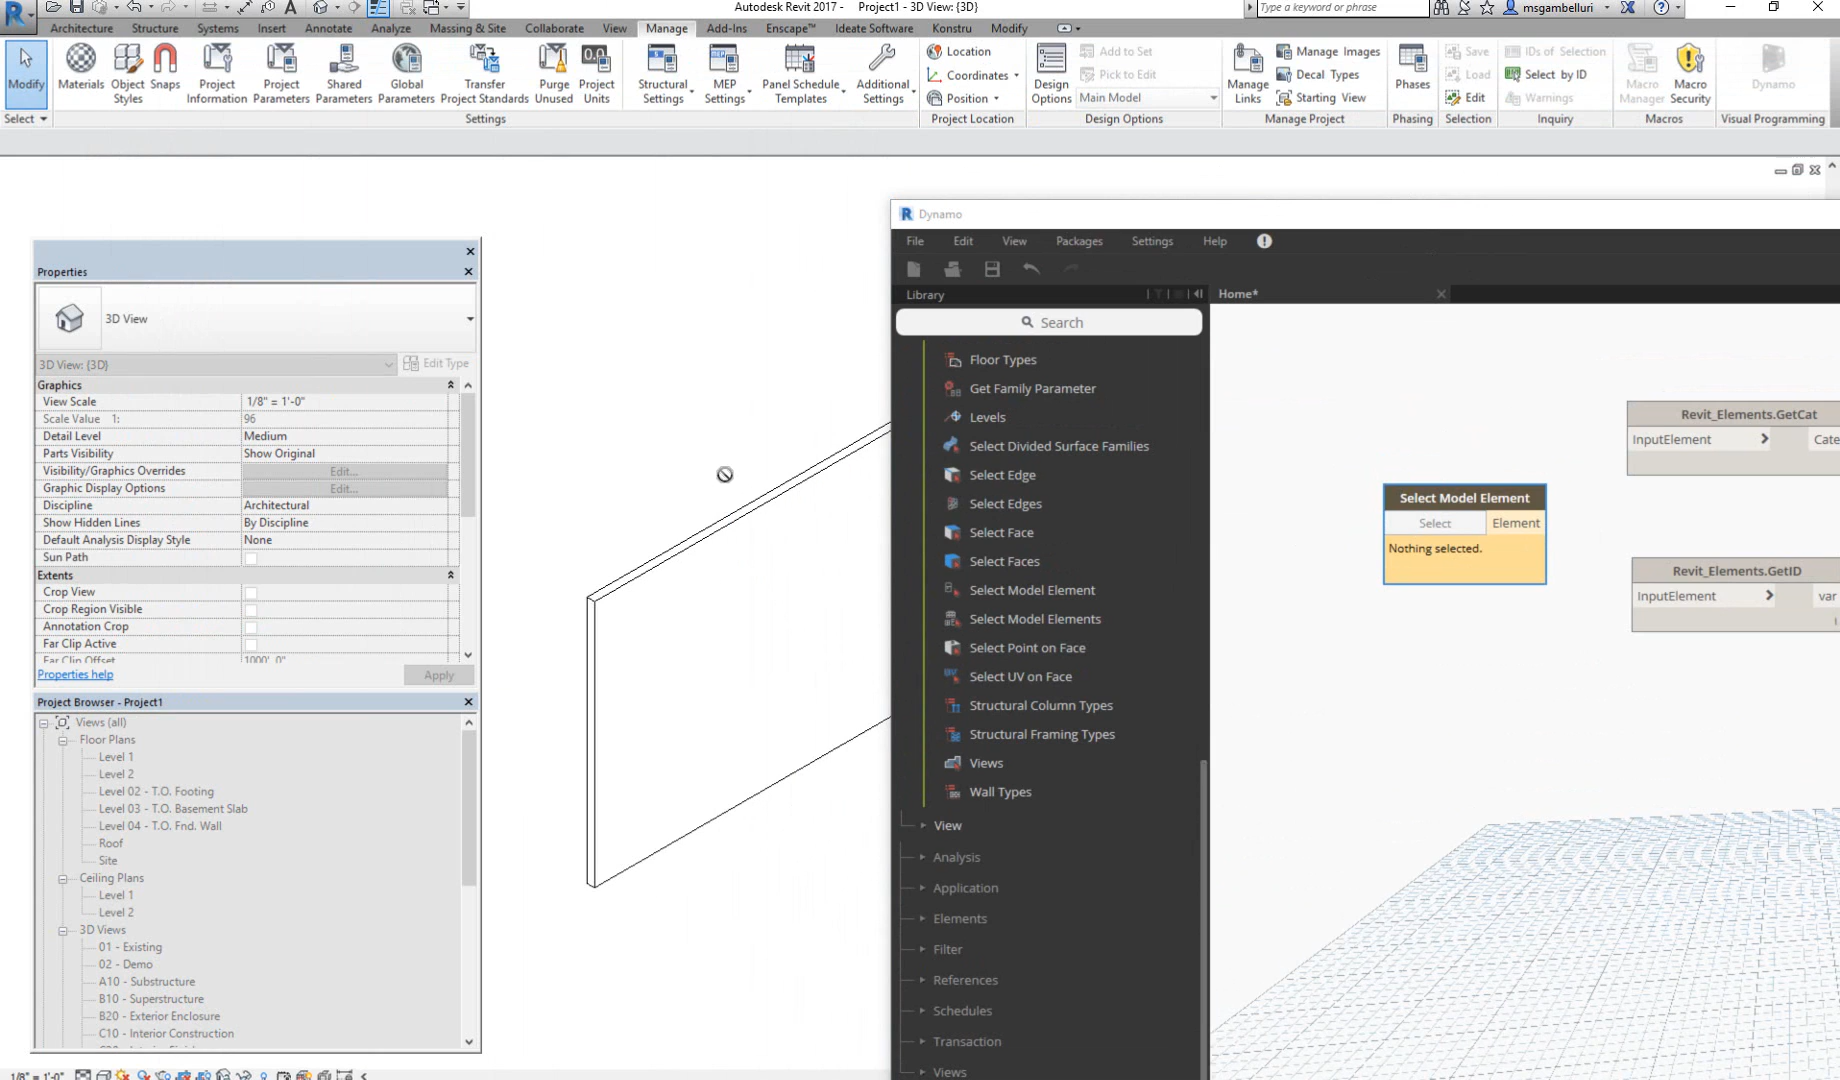 Autodesk Revit 2017 -    Project1 - 3D View: {3D}
Type a keyword or phrase
msgambelluri
Architecture Structure Systems Insert Annotate Analyze Massing & Site Collaborate View Manage Add-Ins Enscape™ Ideate Software Konstru Modify
Modify
Materials
Object Styles
Snaps
Project Information
Project Parameters
Shared Parameters
Global Parameters
Transfer Project Standards
Purge Unused
Project Units
Structural Settings
MEP Settings
Panel Schedule Templates
Additional Settings
Location
Coordinates
Position
Design Options
Add to Set
Pick to Edit
Main Model
Manage Links
Manage Images
Decal Types
Starting View
Phases
Save
Load
Edit
IDs of Selection
Select by ID
Warnings
Macro Manager
Macro Security
Dynamo
Select
Settings
Project Location
Design Options
Manage Project
Phasing
Selection
Inquiry
Macros
Visual Programming
Properties
3D View
3D View: {3D}
Edit Type
Graphics
View Scale 1/8" = 1'-0"
Scale Value 1: 96
Detail Level Medium
Parts Visibility Show Original
Visibility/Graphics Overrides Edit...
Graphic Display Options Edit...
Discipline Architectural
Show Hidden Lines By Discipline
Default Analysis Display Style None
Sun Path
Extents
Crop View
Crop Region Visible
Annotation Crop
Far Clip Active
Far Clip Offset 1000' 0"
Properties help
Apply
Project Browser - Project1
Views (all)
Floor Plans
Level 1
Level 2
Level 02 - T.O. Footing
Level 03 - T.O. Basement Slab
Level 04 - T.O. Fnd. Wall
Roof
Site
Ceiling Plans
Level 1
Level 2
3D Views
01 - Existing
02 - Demo
A10 - Substructure
B10 - Superstructure
B20 - Exterior Enclosure
C10 - Interior Construction
1/8" = 1'-0"
Dynamo
File Edit View Packages Settings Help
Library
Home*
Search
Floor Types
Get Family Parameter
Levels
Select Divided Surface Families
Select Edge
Select Edges
Select Face
Select Faces
Select Model Element
Select Model Elements
Select Point on Face
Select UV on Face
Structural Column Types
Structural Framing Types
Views
Wall Types
View
Analysis
Application
Elements
Filter
References
Schedules
Transaction
Views
Select Model Element
Select Element
Nothing selected.
Revit_Elements.GetCat
InputElement > Cate
Revit_Elements.GetID
InputElement > var